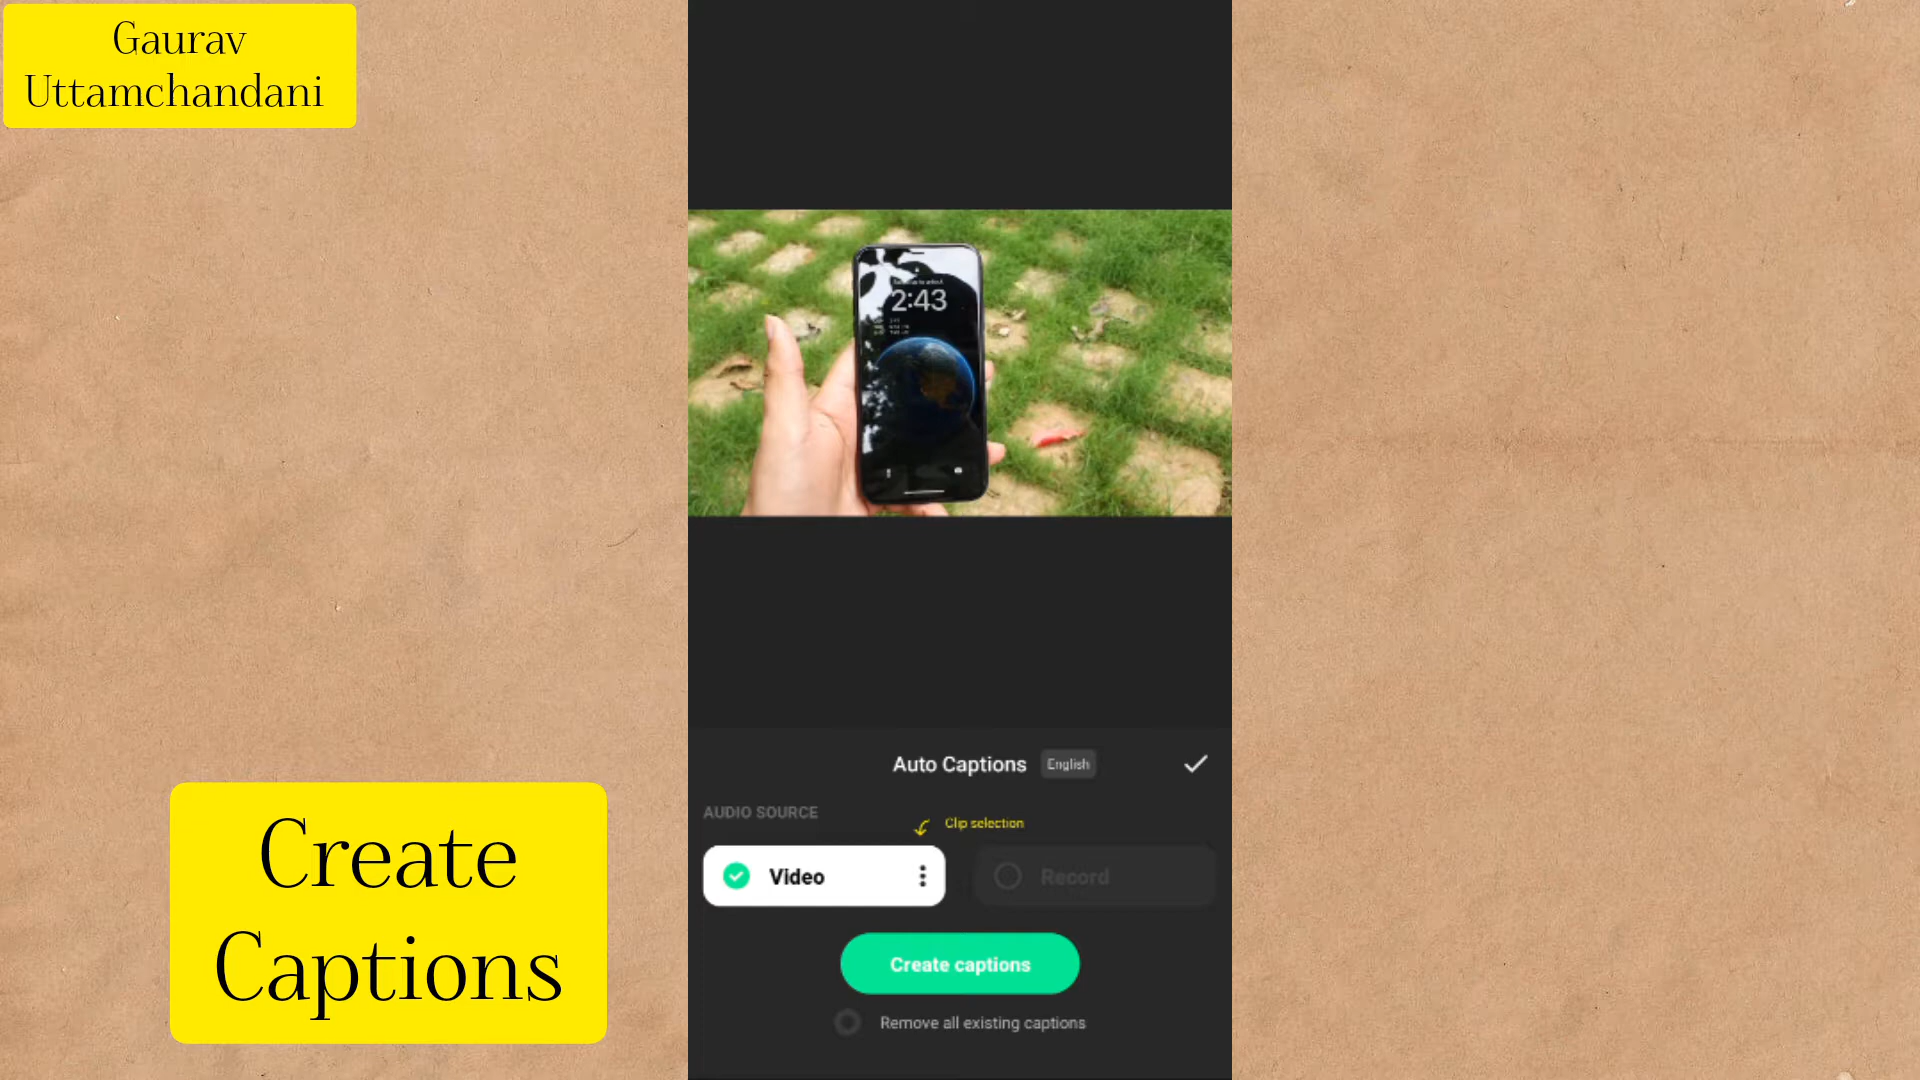 Gaurav
Uttamchandani
2:43
Auto Captions English
AUDIO SOURCE
Clip selection
Video
Record
Create captions
Remove all existing captions
Create
Captions